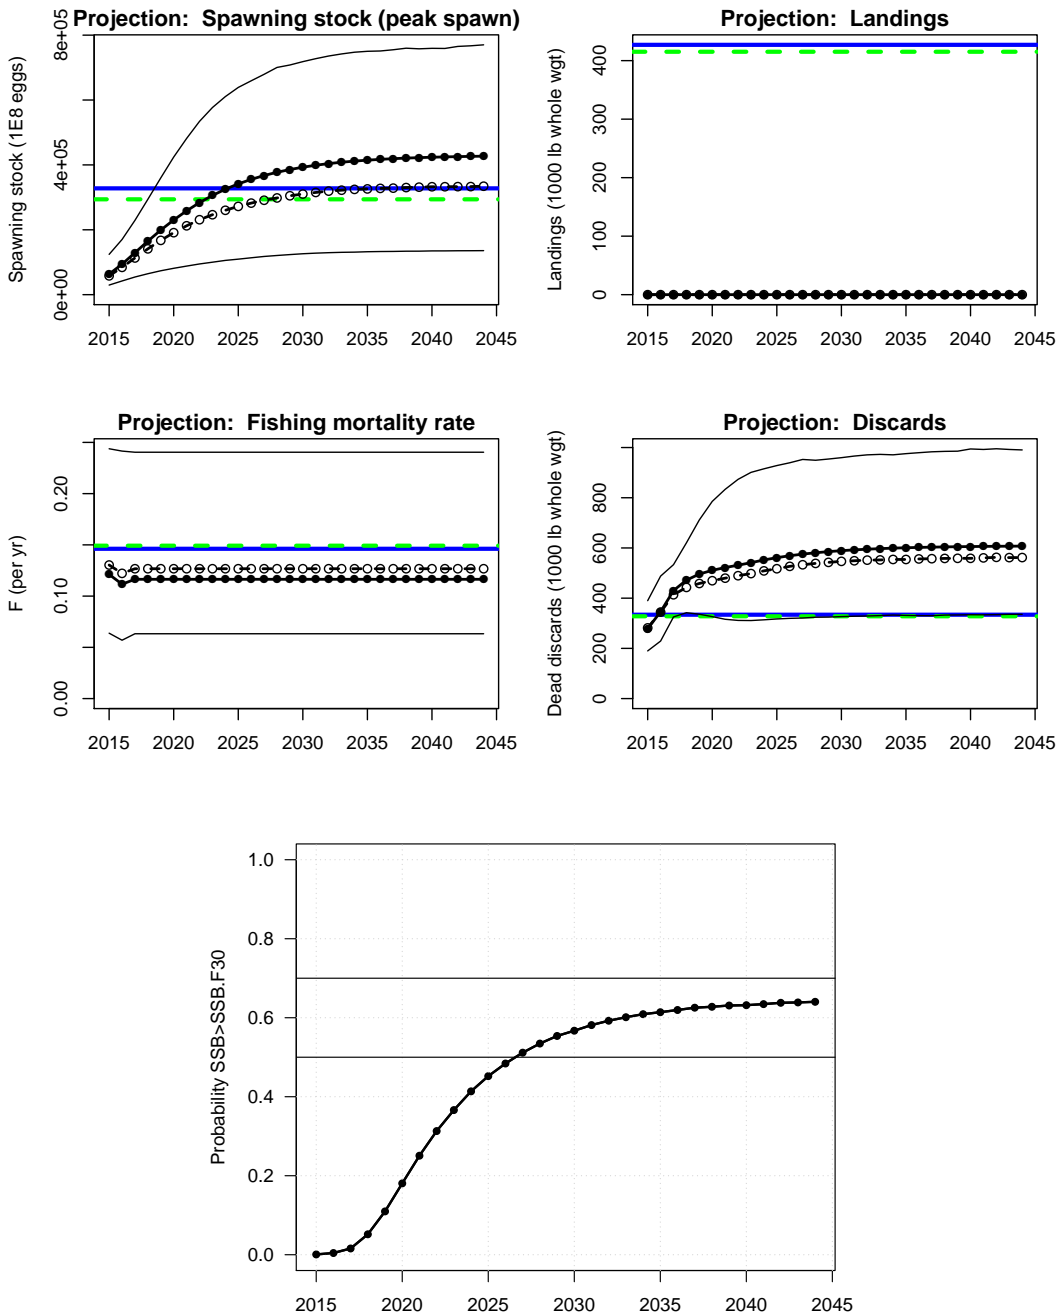 Projection: Spawning stock (peak spawn)
Spawning stock (1E8 eggs)
0e+00 4e+05 8e+05
2015 2020 2025 2030 2035 2040 2045
Projection: Landings
Landings (1000 lb whole wgt)
0 100 200 300 400
2015 2020 2025 2030 2035 2040 2045
Projection: Fishing mortality rate
F (per yr)
0.00 0.10 0.20
2015 2020 2025 2030 2035 2040 2045
Projection: Discards
Dead discards (1000 lb whole wgt)
0 200 400 600 800
2015 2020 2025 2030 2035 2040 2045
Probability SSB>SSB.F30
0.0 0.2 0.4 0.6 0.8 1.0
2015 2020 2025 2030 2035 2040 2045